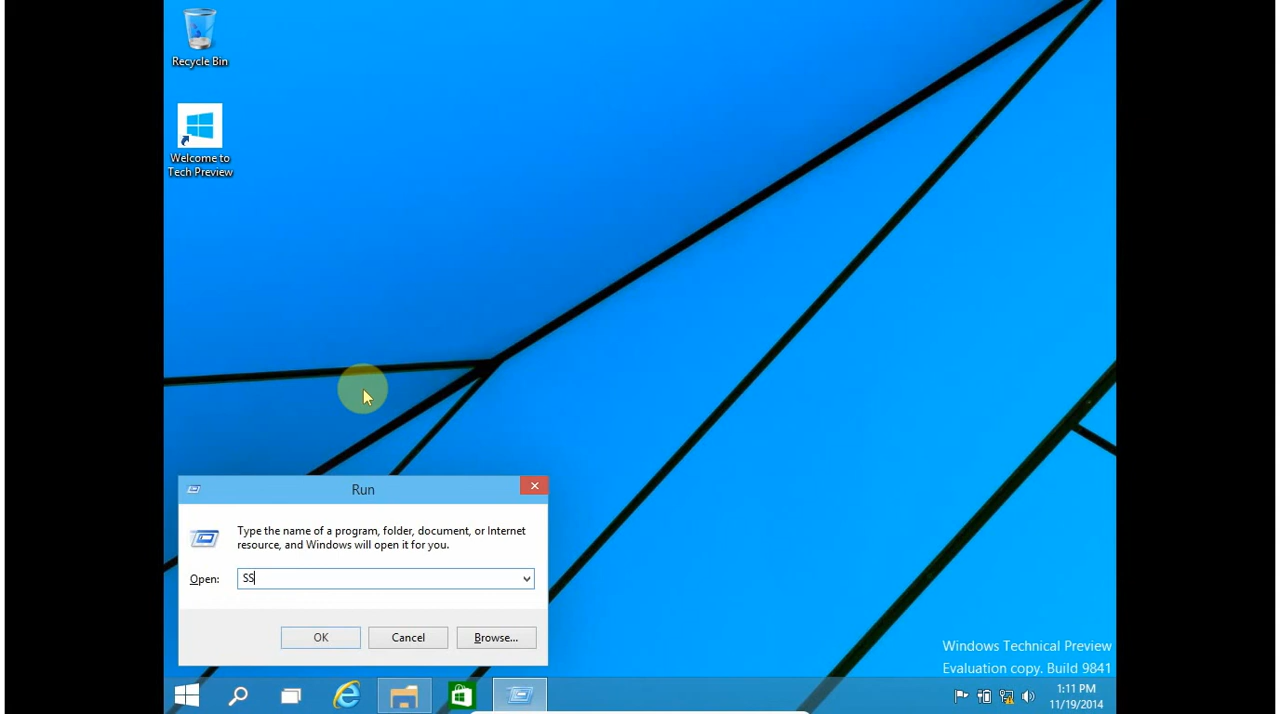 Recycle Bin
Welcome to
Tech Preview
Run
Type the name of a program, folder, document, or Internet
resource, and Windows will open it for you.
Open: SS
OK Cancel Browse...
Windows Technical Preview
Evaluation copy. Build 9841
1:11 PM
11/19/2014